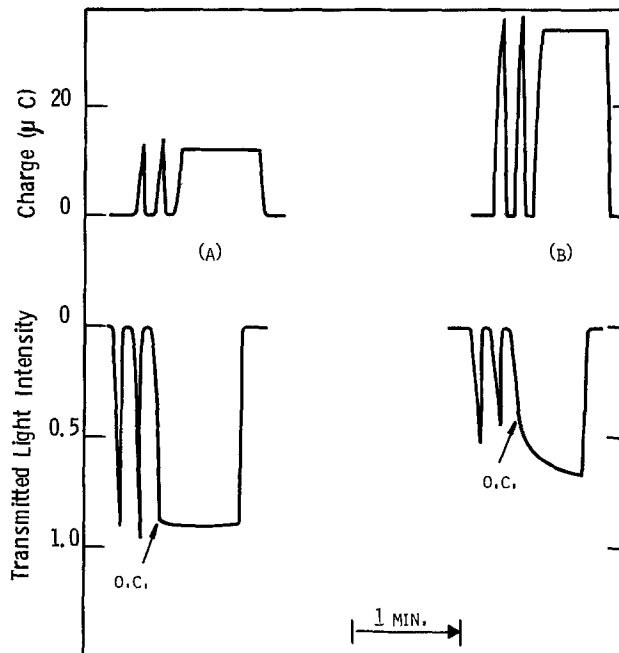 Charge (μ C)
20
0
(A)
(B)
Transmitted Light Intensity
0
0.5
1.0
O.C.
O.C.
1 MIN.